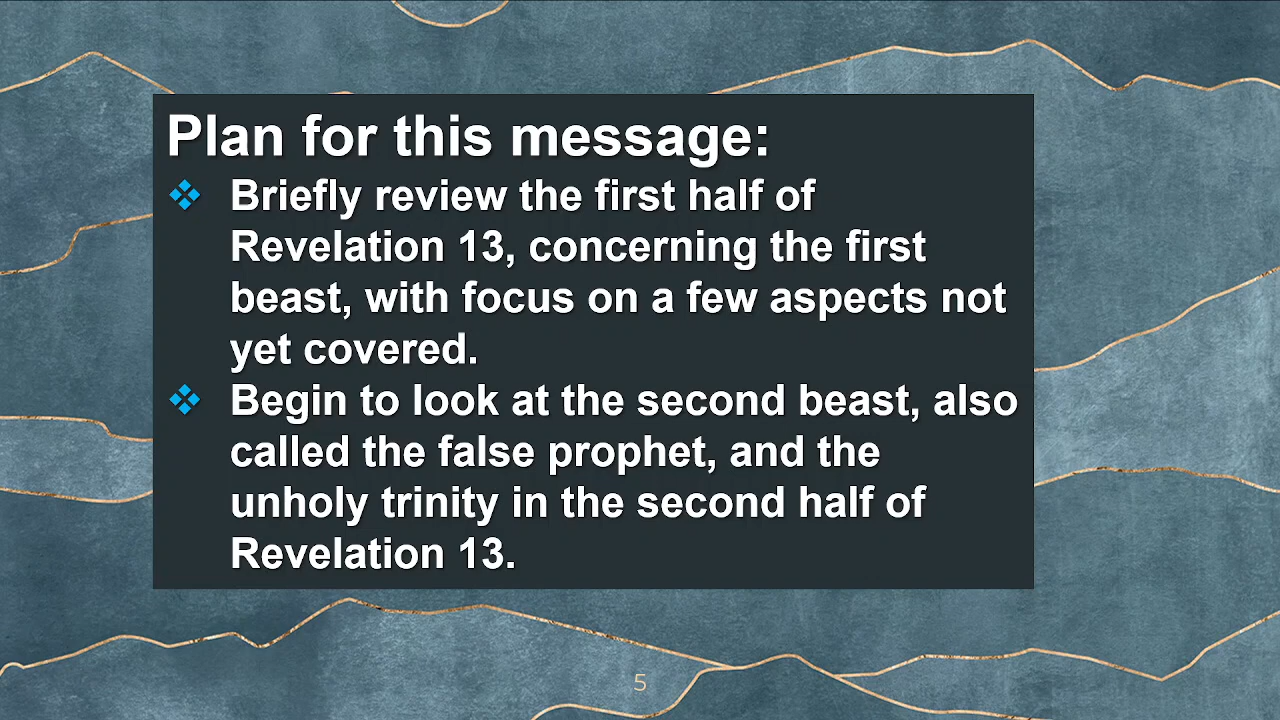 Plan for this message:
❖ Briefly review the first half of
Revelation 13, concerning the first
beast, with focus on a few aspects not
yet covered.
❖ Begin to look at the second beast, also
called the false prophet, and the
unholy trinity in the second half of
Revelation 13.
5